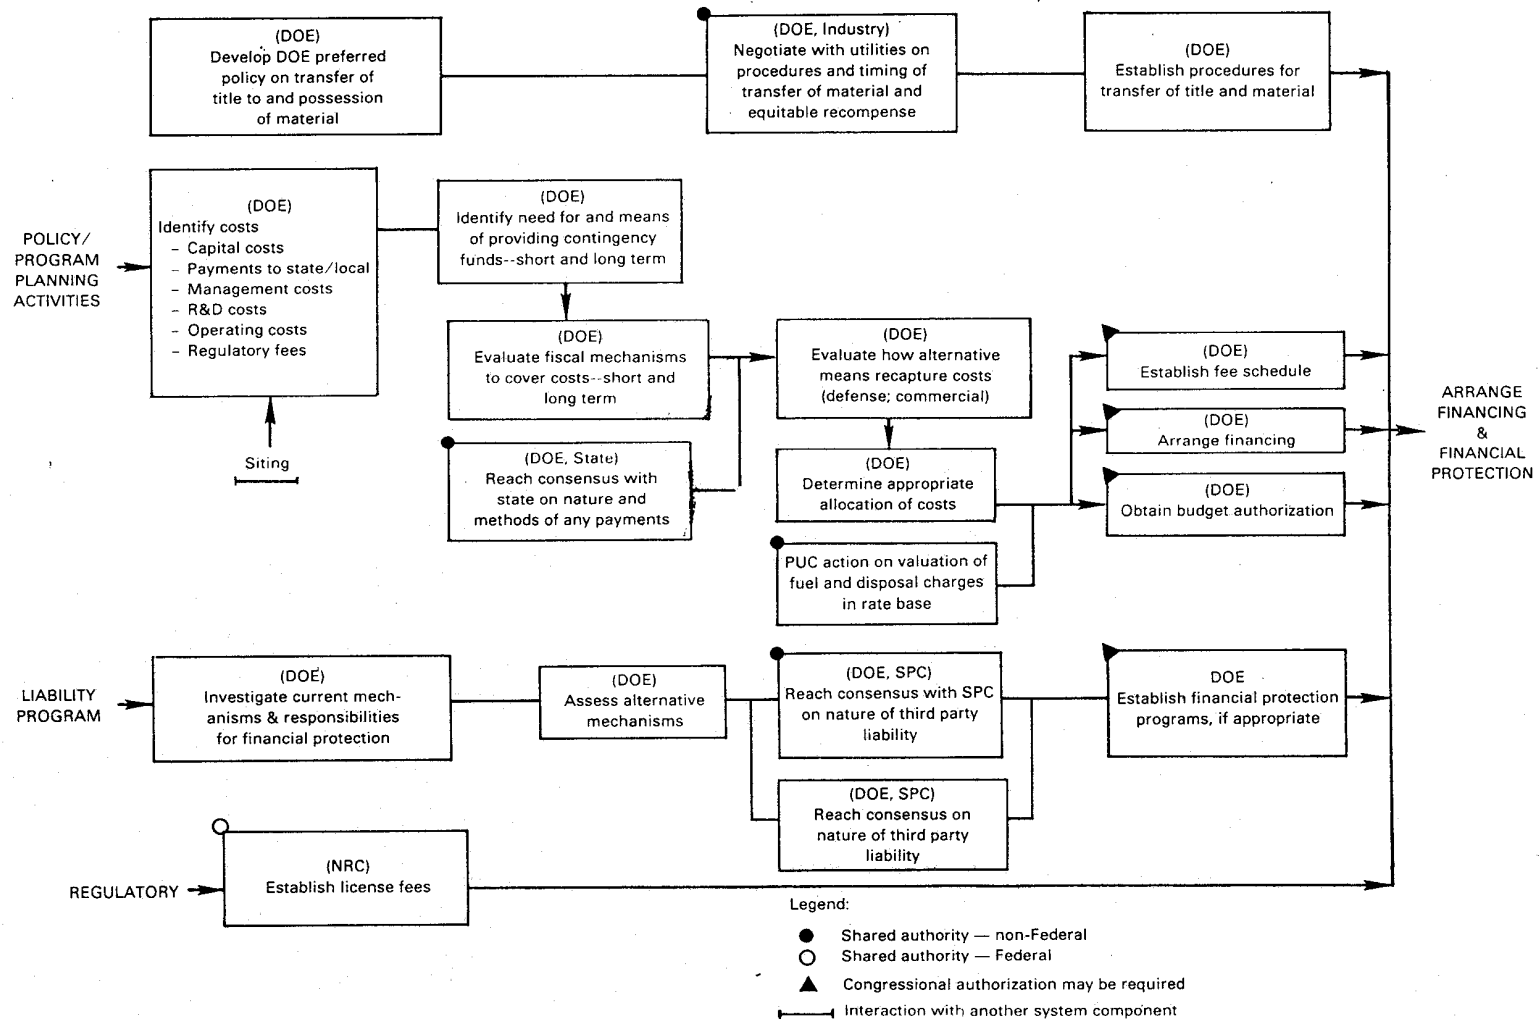 (DOE)
Develop DOE preferred
policy on transfer of
title to and possession
of material
(DOE, Industry)
Negotiate with utilities on
procedures and timing of
transfer of material and
equitable recompense
(DOE)
Establish procedures for
transfer of title and material
POLICY/
PROGRAM
PLANNING
ACTIVITIES
(DOE)
Identify costs
– Capital costs
– Payments to state/local
– Management costs
– R&D costs
– Operating costs
– Regulatory fees
Siting
(DOE)
Identify need for and means
of providing contingency
funds--short and long term
(DOE)
Evaluate fiscal mechanisms
to cover costs--short and
long term
(DOE, State)
Reach consensus with
state on nature and
methods of any payments
(DOE)
Evaluate how alternative
means recapture costs
(defense; commercial)
(DOE)
Determine appropriate
allocation of costs
PUC action on valuation of
fuel and disposal charges
in rate base
(DOE)
Establish fee schedule
(DOE)
Arrange financing
(DOE)
Obtain budget authorization
ARRANGE
FINANCING
&
FINANCIAL
PROTECTION
LIABILITY
PROGRAM
(DOE)
Investigate current mech-
anisms & responsibilities
for financial protection
(DOE)
Assess alternative
mechanisms
(DOE, SPC)
Reach consensus with SPC
on nature of third party
liability
(DOE, SPC)
Reach consensus on
nature of third party
liability
DOE
Establish financial protection
programs, if appropriate
REGULATORY
(NRC)
Establish license fees
Legend:
Shared authority — non-Federal
Shared authority — Federal
Congressional authorization may be required
Interaction with another system component